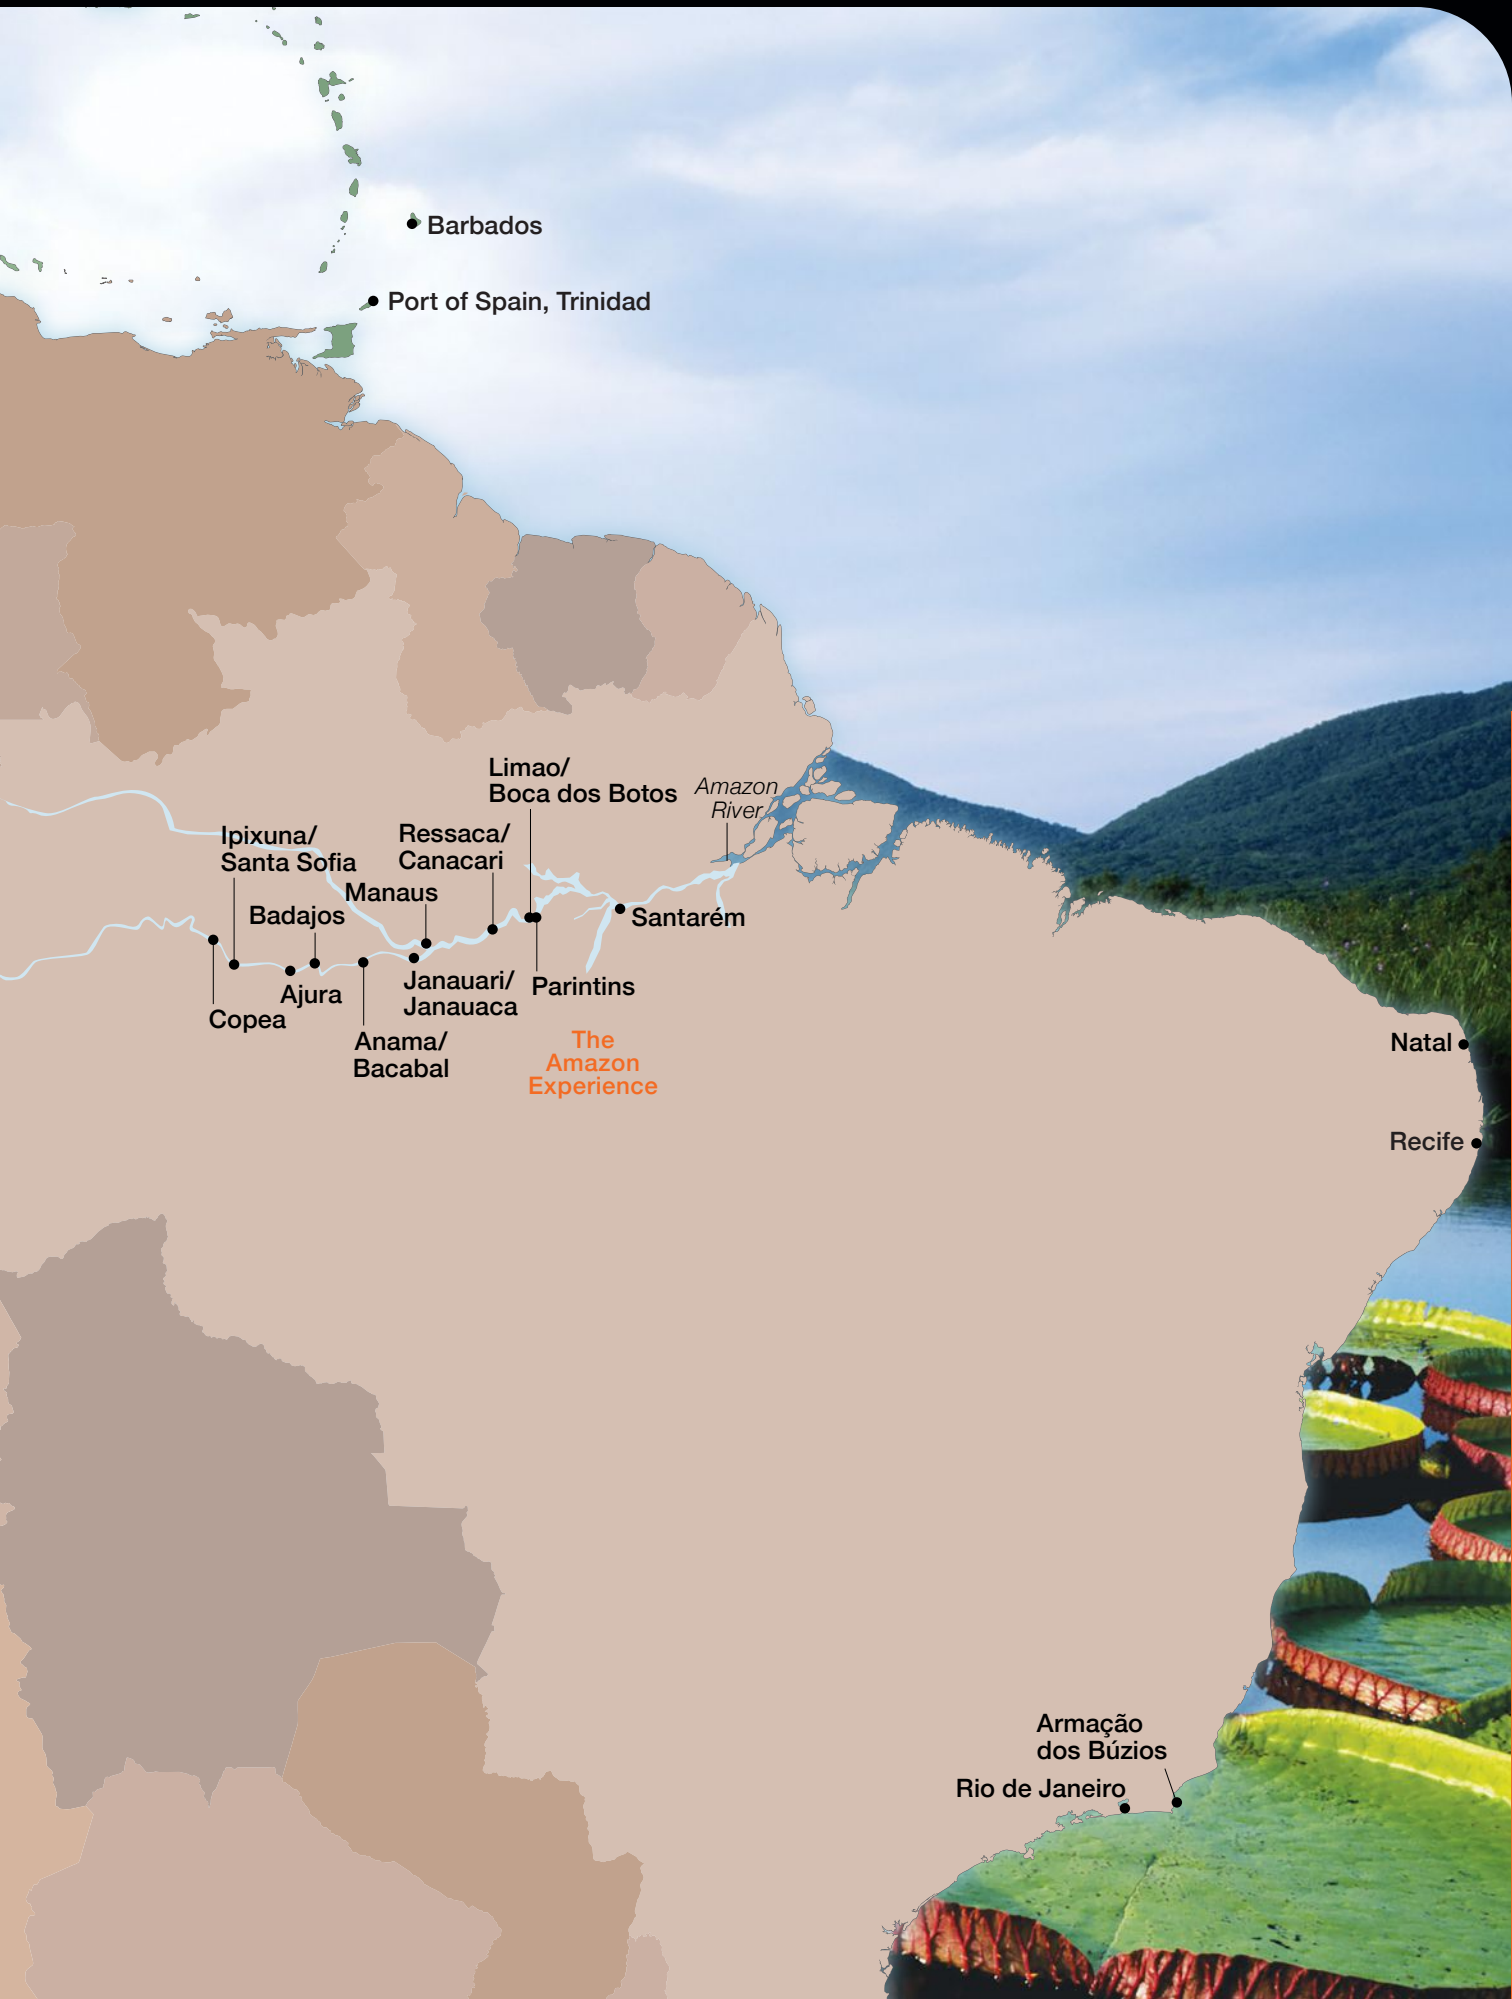 Barbados
Port of Spain, Trinidad
Limao/
Boca dos Botos
Amazon
River
Ipixuna/
Santa Sofia
Ressaca/
Canacari
Manaus
Badajos
Santarém
Janauari/
Janauaca
Parintins
Ajura
Copea
Anama/
Bacabal
The
Amazon
Experience
Natal
Recife
Armação
dos Búzios
Rio de Janeiro